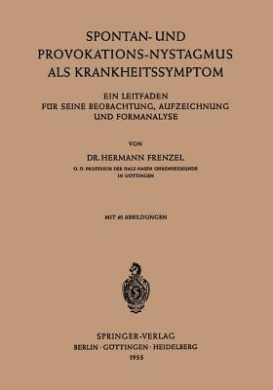 SPONTAN- UND
PROVOKATIONS-NYSTAGMUS
ALS KRANKHEITSSYMPTOM
EIN LEITFADEN
FÜR SEINE BEOBACHTUNG, AUFZEICHNUNG
UND FORMANALYSE
VON
DR. HERMANN FRENZEL
O. Ö. PROFESSOR DER HALS-NASEN-OHRENHEILKUNDE
IN GÖTTINGEN
MIT 40 ABBILDUNGEN
SPRINGER-VERLAG
BERLIN · GÖTTINGEN · HEIDELBERG
1955